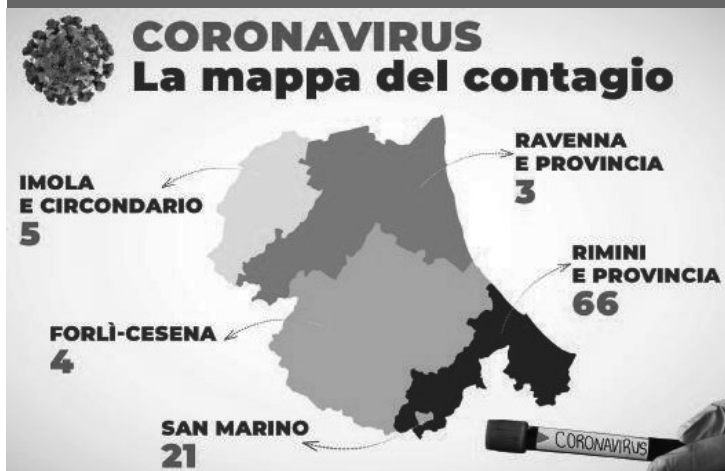 CORONAVIRUS
La mappa del contagio
IMOLA
E CIRCONDARIO
5
RAVENNA
E PROVINCIA
3
RIMINI
E PROVINCIA
66
FORLÌ-CESENA
4
SAN MARINO
21
CORONAVIRUS